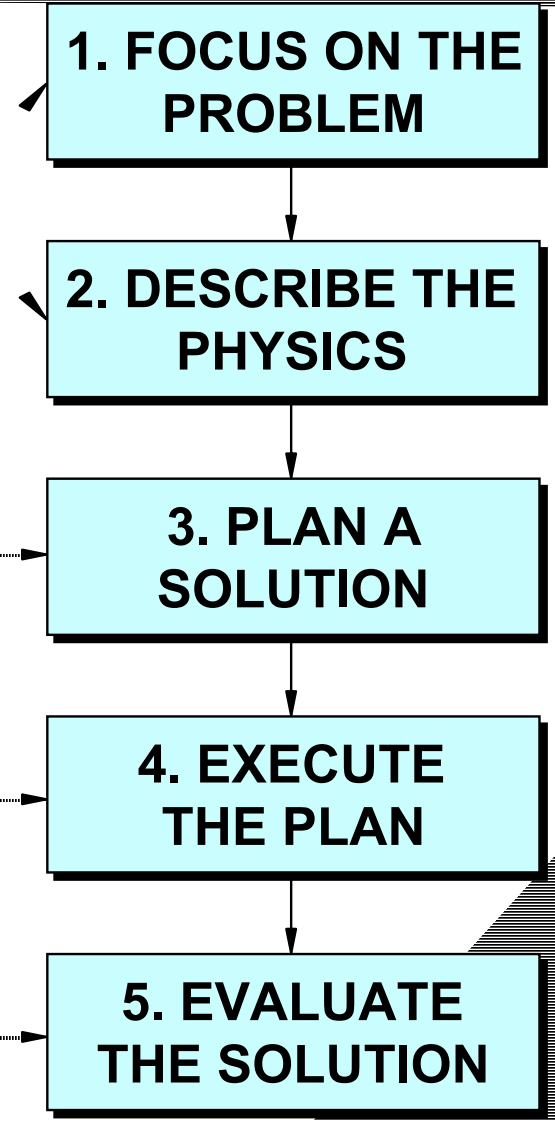 1. FOCUS ON THE
PROBLEM
2. DESCRIBE THE
PHYSICS
3. PLAN A
SOLUTION
4. EXECUTE
THE PLAN
5. EVALUATE
THE SOLUTION